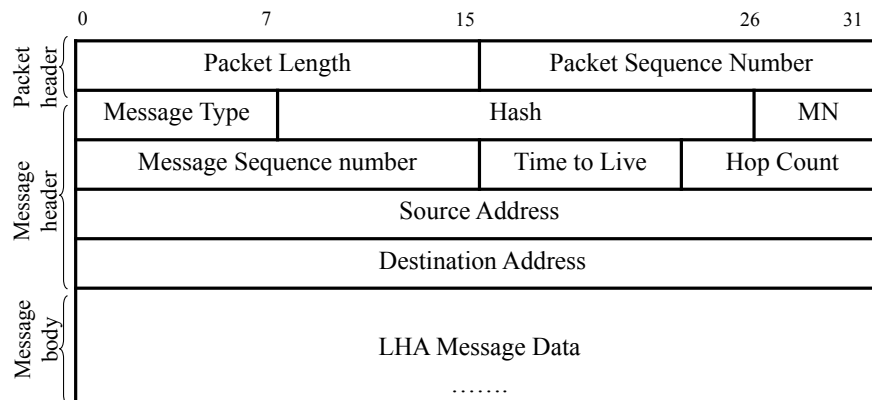 0 7 15 26 31
Packet header
Packet Length Packet Sequence Number
Message header
Message Type Hash MN
Message Sequence number Time to Live Hop Count
Source Address
Destination Address
Message body
LHA Message Data
.......